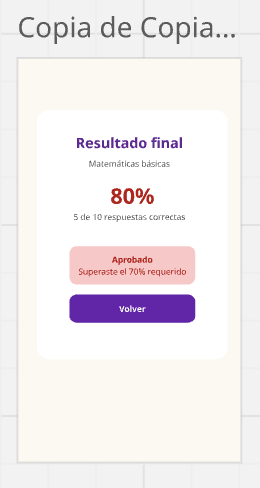 Copia de Copia...
Resultado final
Matemáticas básicas
80%
5 de 10 respuestas correctas
Aprobado
Superaste el 70% requerido
Volver